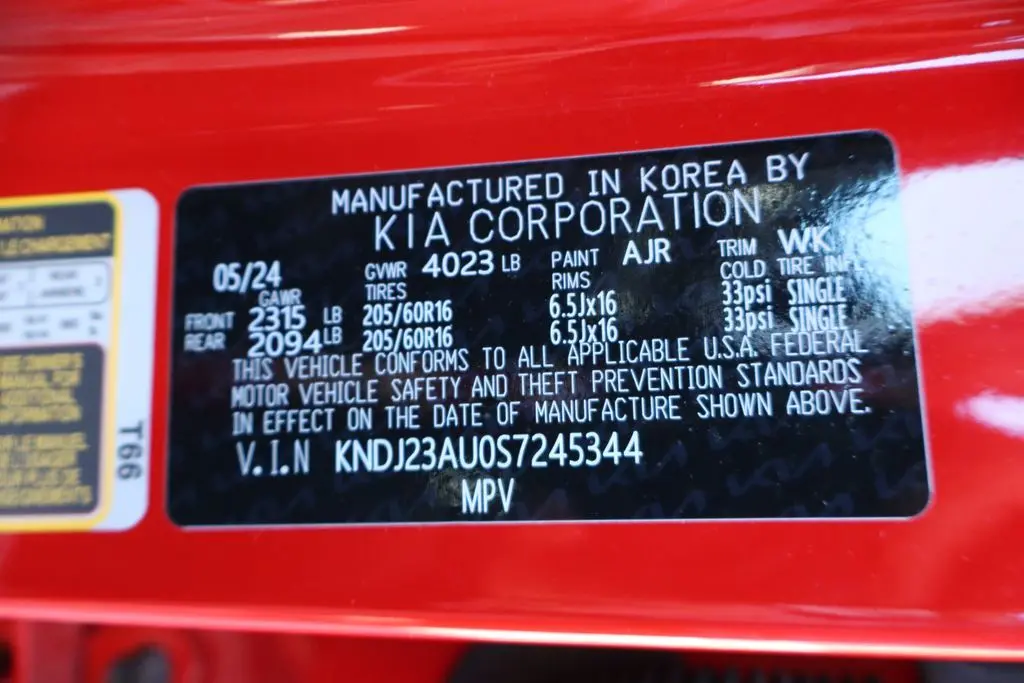 MANUFACTURED IN KOREA BY
KIA CORPORATION
05/24 GVWR 4023 LB PAINT AJR TRIM WK
GAWR TIRES RIMS COLD TIRE INFL
FRONT 2315 LB 205/60R16 6.5Jx16 33psi SINGLE
REAR 2094 LB 205/60R16 6.5Jx16 33psi SINGLE
THIS VEHICLE CONFORMS TO ALL APPLICABLE U.S.A. FEDERAL
MOTOR VEHICLE SAFETY AND THEFT PREVENTION STANDARDS
IN EFFECT ON THE DATE OF MANUFACTURE SHOWN ABOVE.
V.I.N KNDJ23AU0S7245344
MPV
T66